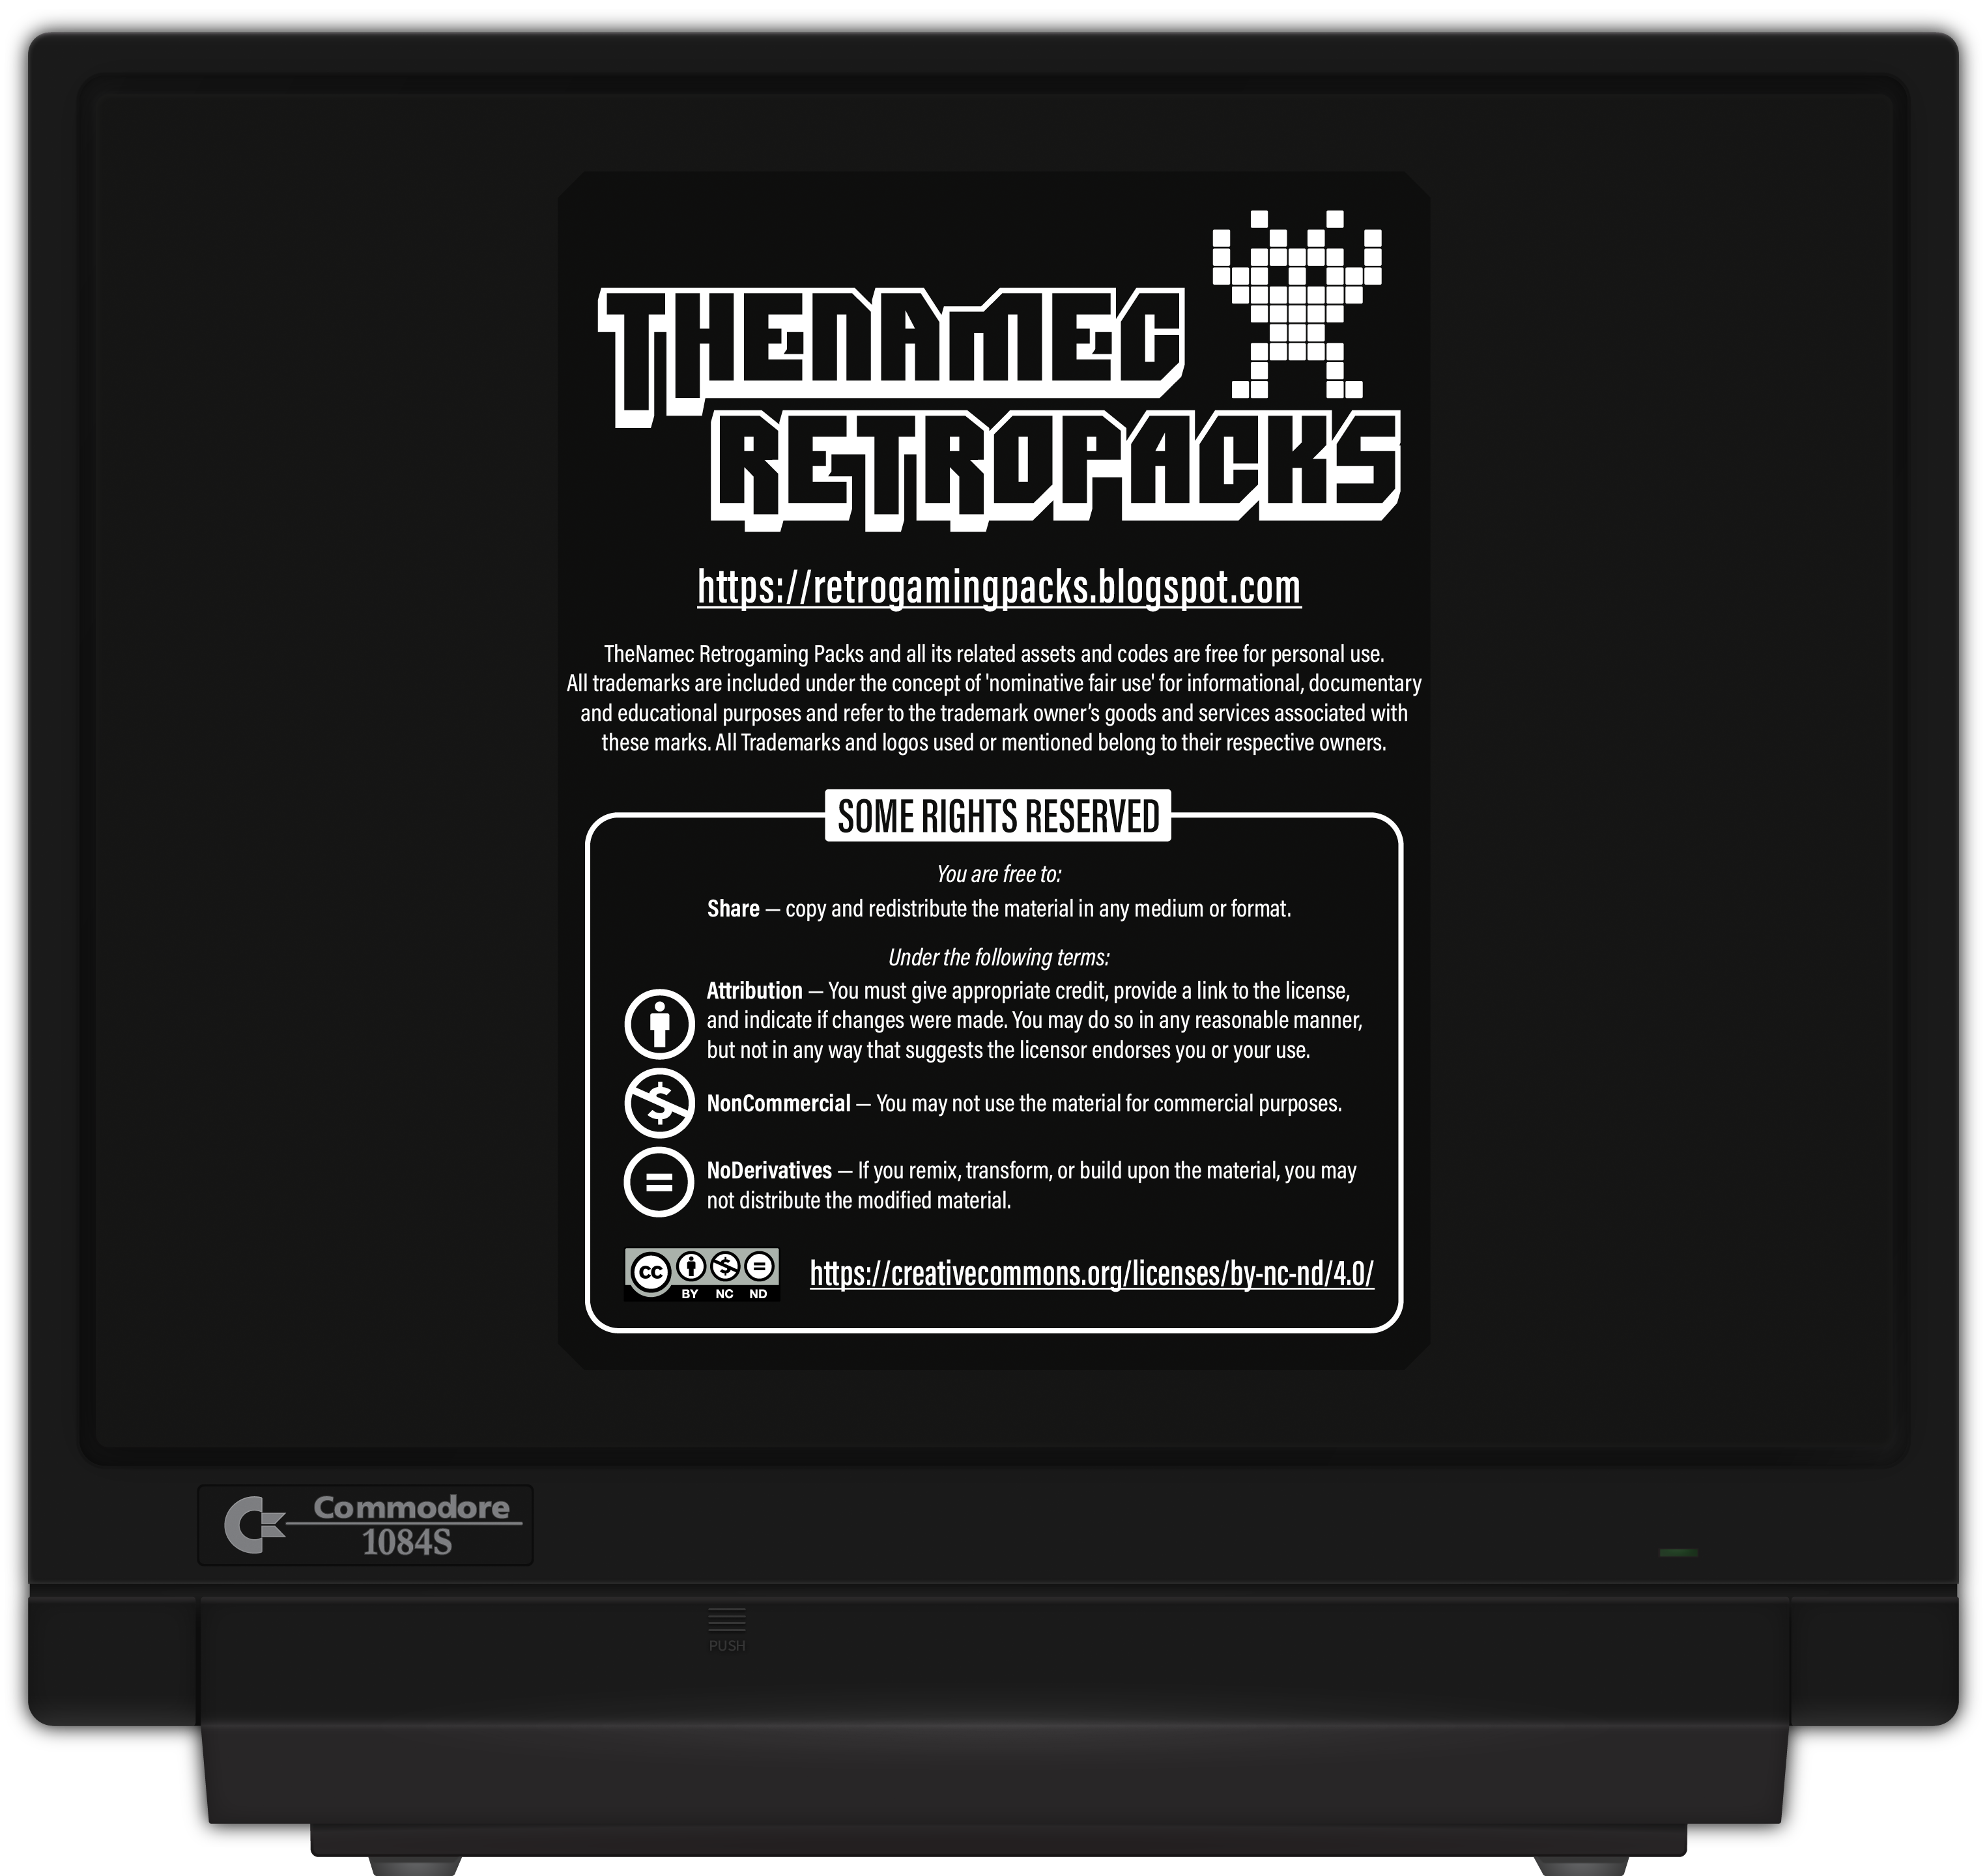 THENAMEC
RETROPACKS
https://retrogamingpacks.blogspot.com
TheNamec Retrogaming Packs and all its related assets and codes are free for personal use.
All trademarks are included under the concept of 'nominative fair use' for informational, documentary
and educational purposes and refer to the trademark owner’s goods and services associated with
these marks. All Trademarks and logos used or mentioned belong to their respective owners.
SOME RIGHTS RESERVED
You are free to:
Share — copy and redistribute the material in any medium or format.
Under the following terms:
Attribution — You must give appropriate credit, provide a link to the license,
and indicate if changes were made. You may do so in any reasonable manner,
but not in any way that suggests the licensor endorses you or your use.
$
NonCommercial — You may not use the material for commercial purposes.
=
NoDerivatives — If you remix, transform, or build upon the material, you may
not distribute the modified material.
cc $ =
BY NC ND
https://creativecommons.org/licenses/by-nc-nd/4.0/
Commodore
1084S
PUSH